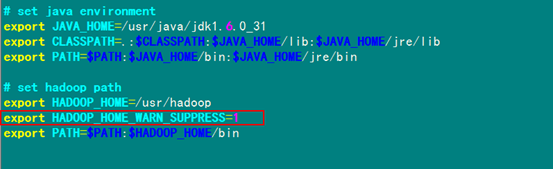 # set java environment
export JAVA_HOME=/usr/java/jdk1.6.0_31
export CLASSPATH=.:$CLASSPATH:$JAVA_HOME/lib:$JAVA_HOME/jre/lib
export PATH=$PATH:$JAVA_HOME/bin:$JAVA_HOME/jre/bin
# set hadoop path
export HADOOP_HOME=/usr/hadoop
export HADOOP_HOME_WARN_SUPPRESS=1
export PATH=$PATH:$HADOOP_HOME/bin